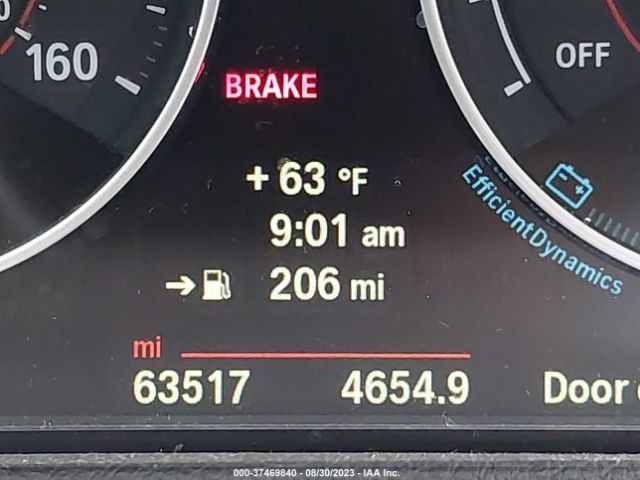 160
OFF
BRAKE
+ 63 °F
EfficientDynamics
9:01 am
206 mi
mi
63517 4654.9 Door
000-37469840 - 08/30/2023 - IAA Inc.